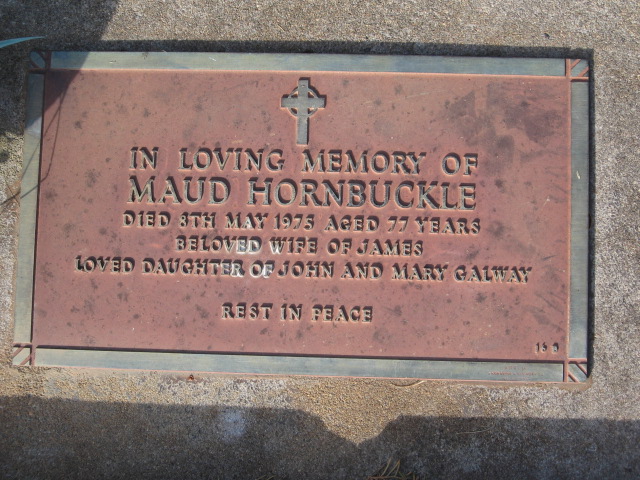 IN LOVING MEMORY OF
MAUD HORNBUCKLE
DIED 8TH MAY 1975 AGED 77 YEARS
BELOVED WIFE OF JAMES
LOVED DAUGHTER OF JOHN AND MARY GALWAY
REST IN PEACE